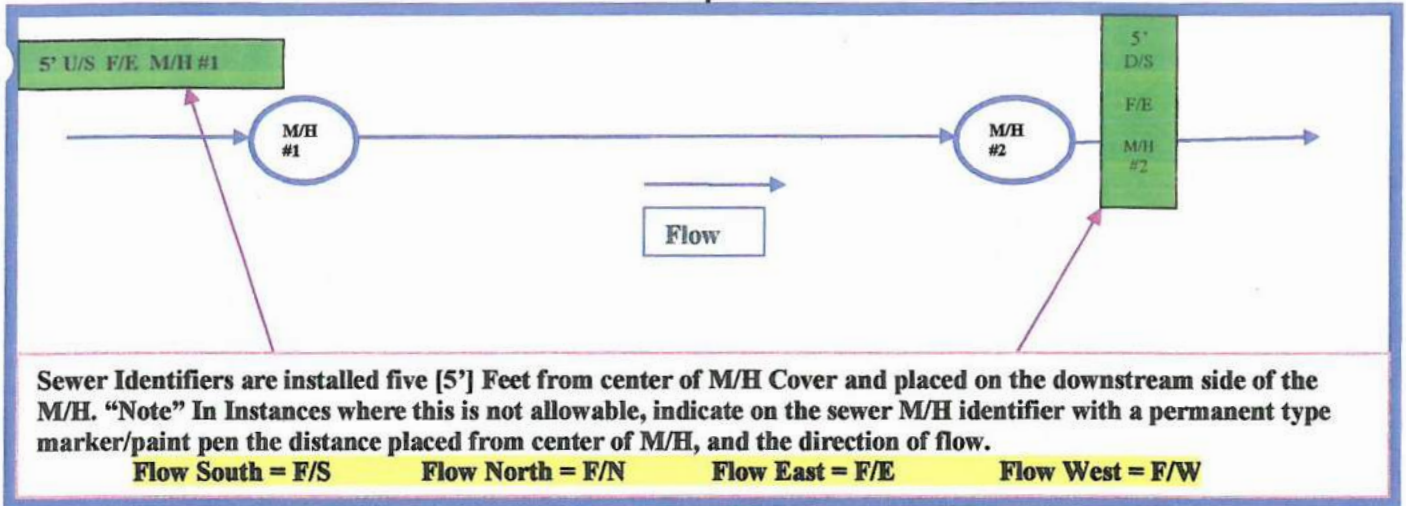 5' U/S F/E M/H #1
M/H
#1
M/H
#2
5'
D/S
F/E
M/H
#2
Flow
Sewer Identifiers are installed five [5'] Feet from center of M/H Cover and placed on the downstream side of the
M/H. “Note” In Instances where this is not allowable, indicate on the sewer M/H identifier with a permanent type
marker/paint pen the distance placed from center of M/H, and the direction of flow.
Flow South = F/S Flow North = F/N Flow East = F/E Flow West = F/W